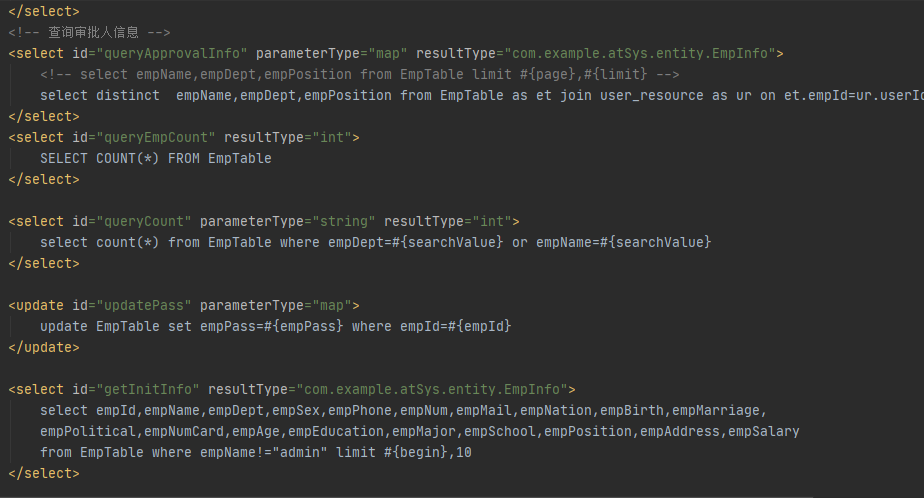 </select>
<!-- 查询审批人信息 -->
<select id="queryApprovalInfo" parameterType="map" resultType="com.example.atSys.entity.EmpInfo">
<!-- select empName,empDept,empPosition from EmpTable limit #{page},#{limit} -->
select distinct  empName,empDept,empPosition from EmpTable as et join user_resource as ur on et.empId=ur.userId
</select>
<select id="queryEmpCount" resultType="int">
SELECT COUNT(*) FROM EmpTable
</select>
<select id="queryCount" parameterType="string" resultType="int">
select count(*) from EmpTable where empDept=#{searchValue} or empName=#{searchValue}
</select>
<update id="updatePass" parameterType="map">
update EmpTable set empPass=#{empPass} where empId=#{empId}
</update>
<select id="getInitInfo" resultType="com.example.atSys.entity.EmpInfo">
select empId,empName,empDept,empSex,empPhone,empNum,empMail,empNation,empBirth,empMarriage,
empPolitical,empNumCard,empAge,empEducation,empMajor,empSchool,empPosition,empAddress,empSalary
from EmpTable where empName!="admin" limit #{begin},10
</select>